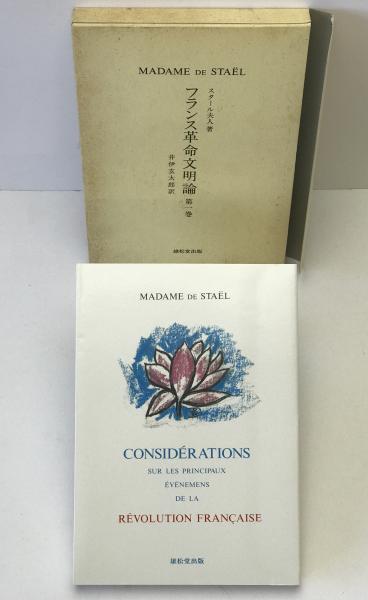 MADAME DE STAËL
スタール夫人著
フランス革命文明論 第一巻
井伊玄太郎訳
雄松堂出版
MADAME DE STAËL
CONSIDÉRATIONS
SUR LES PRINCIPAUX
ÉVÉNEMENS
DE LA
RÉVOLUTION FRANÇAISE
雄松堂出版